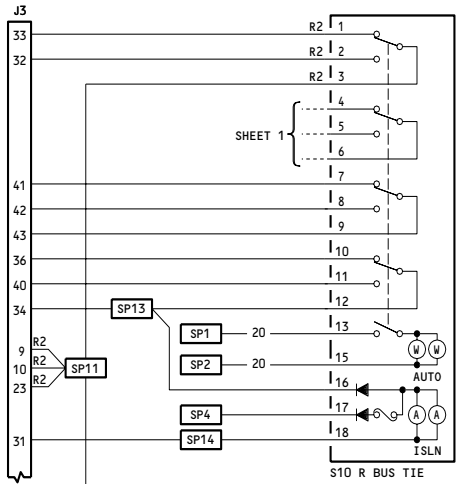 J3
33 R2 1
32 R2 2
R2 3
4
SHEET 1 5
6
41 7
42 8
43 9
36 10
40 11
34 SP13 12
SP1 20 13
9 R2 W W
10 R2 SP11 SP2 20 15
23 R2 AUTO
16
SP4 17 A A
31 SP14 18
ISLN
S10 R BUS TIE